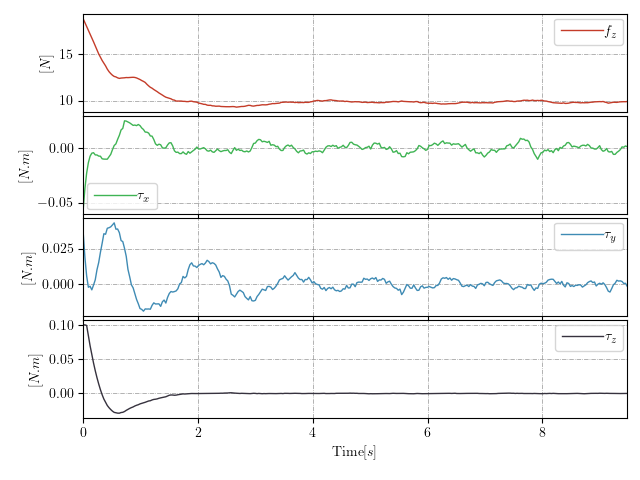 15
10
[N]
f_z
0.00
−0.05
[N.m]
τ_x
0.025
0.000
[N.m]
τ_y
0.10
0.05
0.00
[N.m]
τ_z
0 2 4 6 8
Time[s]